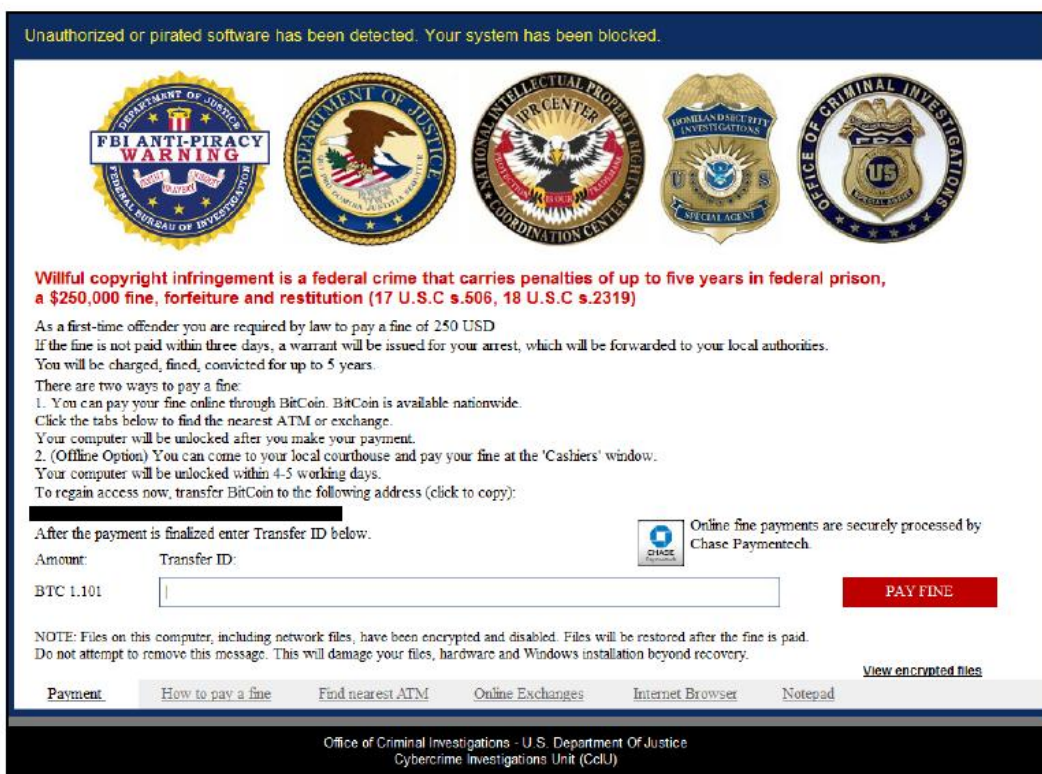 Unauthorized or pirated software has been detected. Your system has been blocked.
DEPARTMENT OF JUSTICE
FBI ANTI-PIRACY
WARNING
FIDELITY BRAVERY INTEGRITY
FEDERAL BUREAU OF INVESTIGATION
DEPARTMENT OF JUSTICE
QUI PRO DOMINA JUSTITIA SEQUITUR
NATIONAL INTELLECTUAL PROPERTY RIGHTS
IPR CENTER
PROTECTION IS OUR TRADEMARK
COORDINATION CENTER
HOMELAND SECURITY
INVESTIGATIONS
U S
SPECIAL AGENT
OFFICE OF CRIMINAL INVESTIGATIONS
FDA
US
SPECIAL AGENT
Willful copyright infringement is a federal crime that carries penalties of up to five years in federal prison,
a $250,000 fine, forfeiture and restitution (17 U.S.C s.506, 18 U.S.C s.2319)
As a first-time offender you are required by law to pay a fine of 250 USD
If the fine is not paid within three days, a warrant will be issued for your arrest, which will be forwarded to your local authorities.
You will be charged, fined, convicted for up to 5 years.
There are two ways to pay a fine:
1. You can pay your fine online through BitCoin. BitCoin is available nationwide.
Click the tabs below to find the nearest ATM or exchange.
Your computer will be unlocked after you make your payment.
2. (Offline Option) You can come to your local courthouse and pay your fine at the 'Cashiers' window.
Your computer will be unlocked within 4-5 working days.
To regain access now, transfer BitCoin to the following address (click to copy):
After the payment is finalized enter Transfer ID below.
CHASE
Paymentech
Online fine payments are securely processed by
Chase Paymentech.
Amount: Transfer ID:
BTC 1.101
PAY FINE
NOTE: Files on this computer, including network files, have been encrypted and disabled. Files will be restored after the fine is paid.
Do not attempt to remove this message. This will damage your files, hardware and Windows installation beyond recovery.
View encrypted files
Payment How to pay a fine Find nearest ATM Online Exchanges Internet Browser Notepad
Office of Criminal Investigations - U.S. Department Of Justice
Cybercrime Investigations Unit (CcIU)